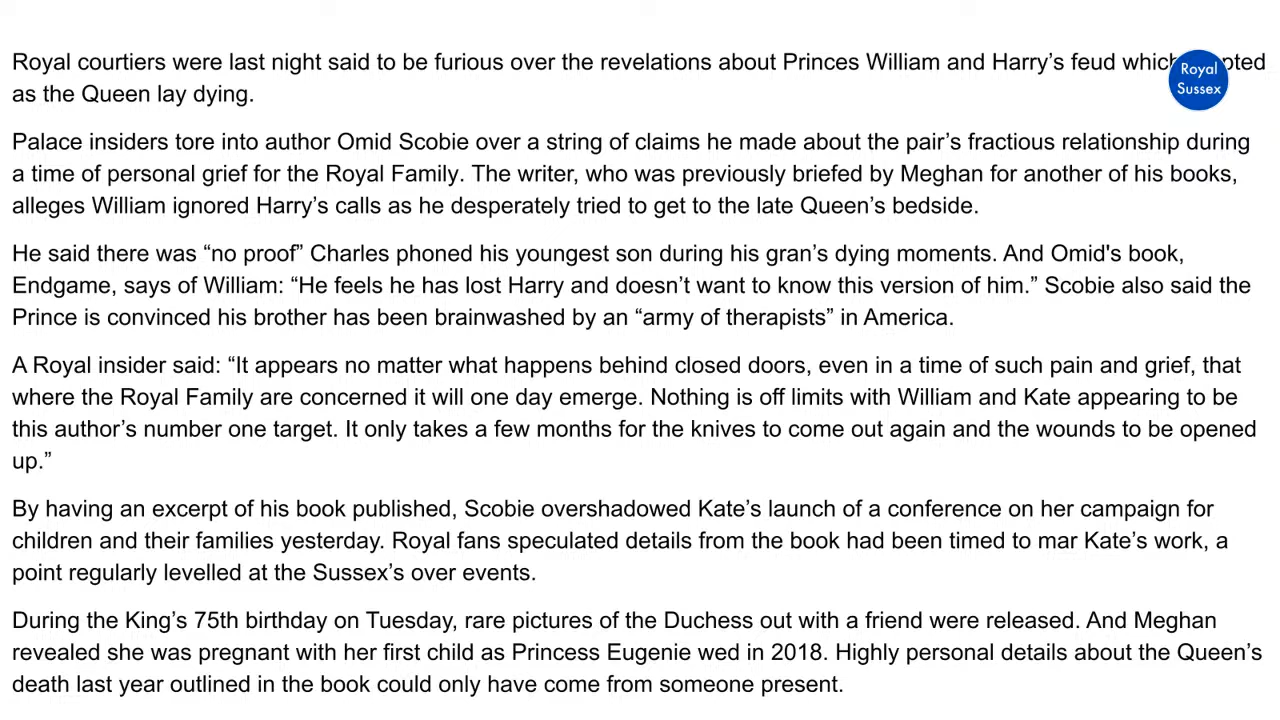 Royal courtiers were last night said to be furious over the revelations about Princes William and Harry’s feud which
Royal
Sussex
as the Queen lay dying.
Palace insiders tore into author Omid Scobie over a string of claims he made about the pair’s fractious relationship during
a time of personal grief for the Royal Family. The writer, who was previously briefed by Meghan for another of his books,
alleges William ignored Harry’s calls as he desperately tried to get to the late Queen’s bedside.
He said there was “no proof” Charles phoned his youngest son during his gran’s dying moments. And Omid's book,
Endgame, says of William: “He feels he has lost Harry and doesn’t want to know this version of him.” Scobie also said the
Prince is convinced his brother has been brainwashed by an “army of therapists” in America.
A Royal insider said: “It appears no matter what happens behind closed doors, even in a time of such pain and grief, that
where the Royal Family are concerned it will one day emerge. Nothing is off limits with William and Kate appearing to be
this author’s number one target. It only takes a few months for the knives to come out again and the wounds to be opened
up.”
By having an excerpt of his book published, Scobie overshadowed Kate’s launch of a conference on her campaign for
children and their families yesterday. Royal fans speculated details from the book had been timed to mar Kate’s work, a
point regularly levelled at the Sussex’s over events.
During the King’s 75th birthday on Tuesday, rare pictures of the Duchess out with a friend were released. And Meghan
revealed she was pregnant with her first child as Princess Eugenie wed in 2018. Highly personal details about the Queen’s
death last year outlined in the book could only have come from someone present.